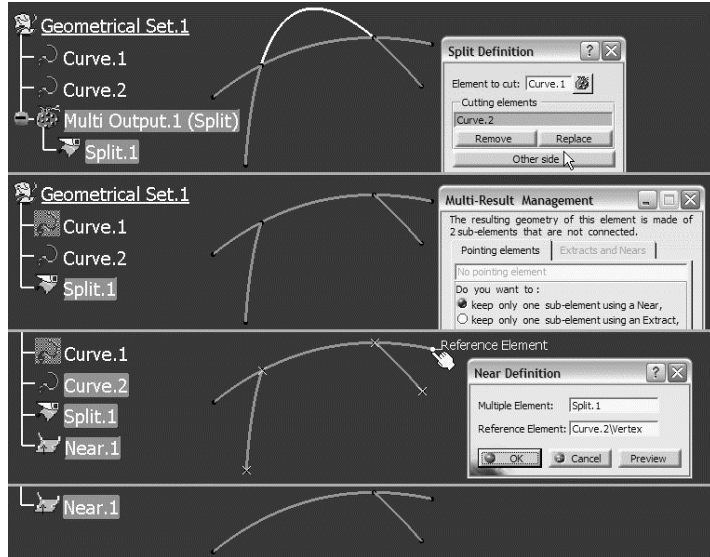 Geometrical Set.1
Curve.1
Curve.2
Multi Output.1 (Split)
Split.1
Split Definition
Element to cut: Curve.1
Cutting elements
Curve.2
Remove Replace
Other side
Geometrical Set.1
Curve.1
Curve.2
Split.1
Multi-Result Management
The resulting geometry of this element is made of
2 sub-elements that are not connected.
Pointing elements Extracts and Nears
No pointing element
Do you want to :
keep only one sub-element using a Near,
keep only one sub-element using an Extract,
Curve.1
Curve.2
Split.1
Near.1
Reference Element
Near Definition
Multiple Element: Split.1
Reference Element: Curve.2\Vertex
OK Cancel Preview
Near.1